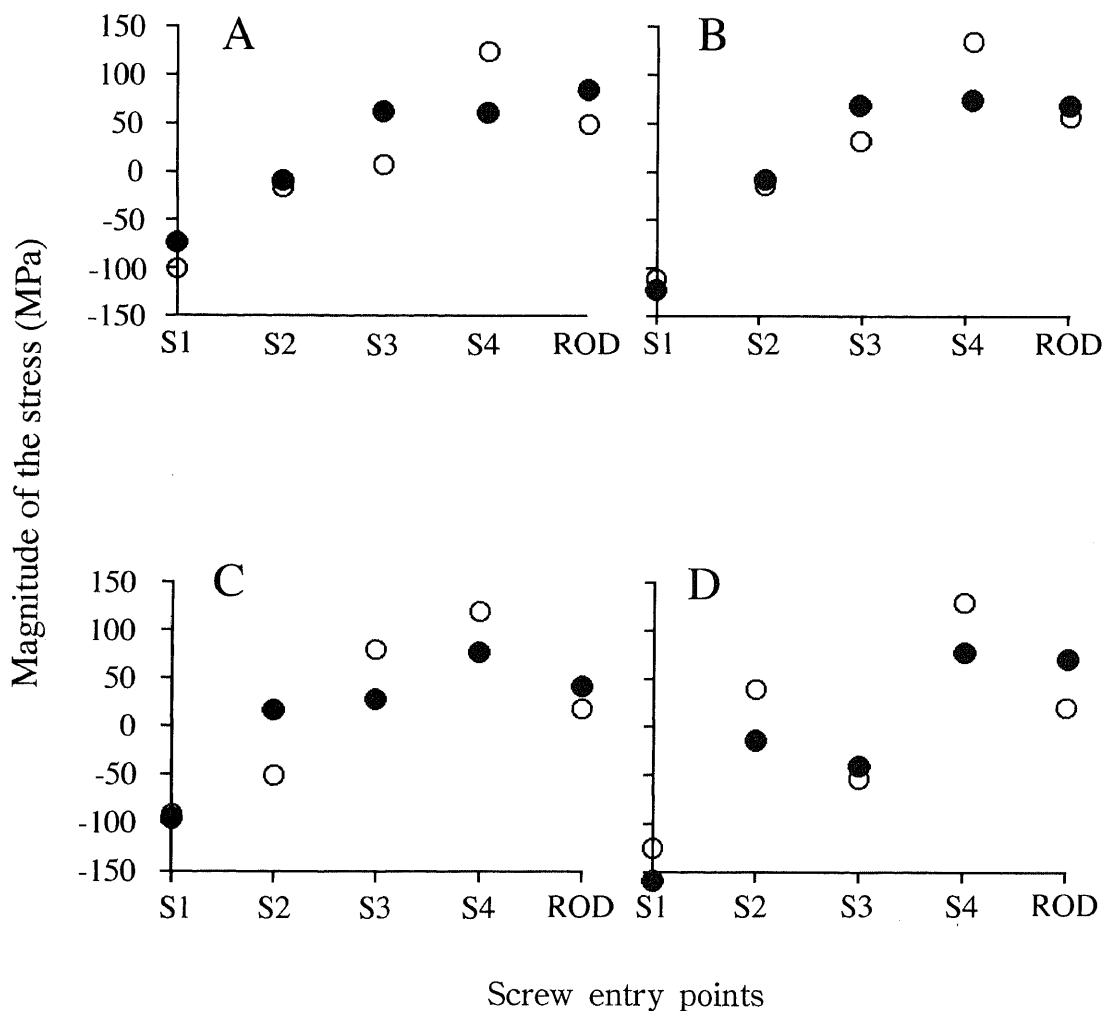 A
B
150
100
50
0
-50
-100
-150
S1 S2 S3 S4 ROD
S1 S2 S3 S4 ROD
Magnitude of the stress (MPa)
C
D
150
100
50
0
-50
-100
-150
S1 S2 S3 S4 ROD
S1 S2 S3 S4 ROD
Screw entry points